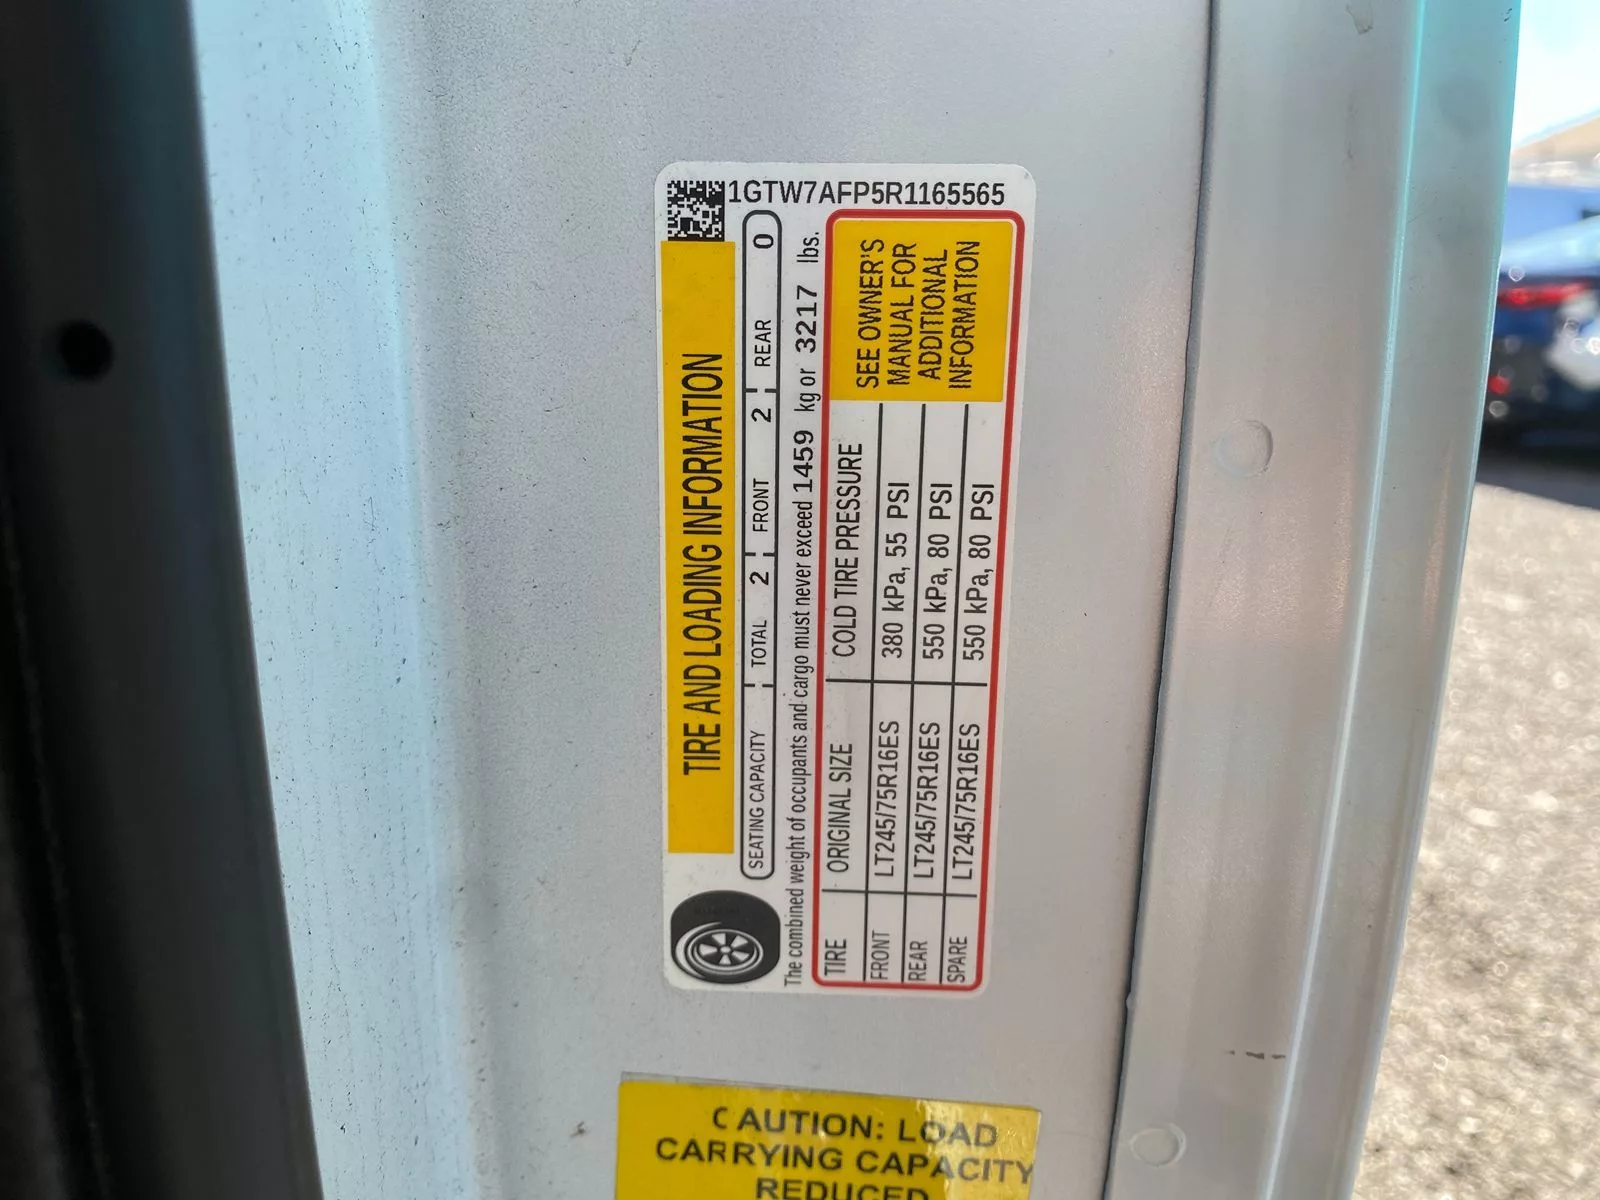 1GTW7AFP5R1165565
TIRE AND LOADING INFORMATION
SEATING CAPACITY TOTAL 2 FRONT 2 REAR 0
The combined weight of occupants and cargo must never exceed 1459 kg or 3217 lbs.
TIRE ORIGINAL SIZE COLD TIRE PRESSURE
FRONT LT245/75R16ES 380 kPa, 55 PSI
REAR LT245/75R16ES 550 kPa, 80 PSI
SPARE LT245/75R16ES 550 kPa, 80 PSI
SEE OWNER'S
MANUAL FOR
ADDITIONAL
INFORMATION
CAUTION: LOAD
CARRYING CAPACITY
REDUCED